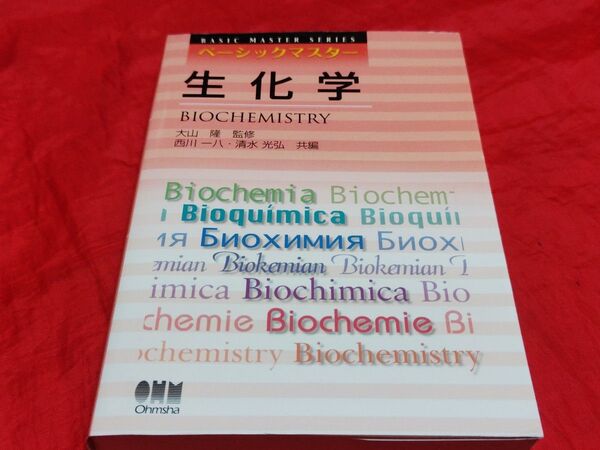 BASIC MASTER SERIES
ベーシックマスター
生化学
BIOCHEMISTRY
大山 隆 監修
西川 一八・清水 光弘 共編
Biochemia Biochem
a Bioquímica Bioquí
ия Биохимия Биох
okemian Biokemian Biokemian
imica Biochimica Bio
chemie Biochemie Bi
ochemistry Biochemistry
OHM
Ohmsha